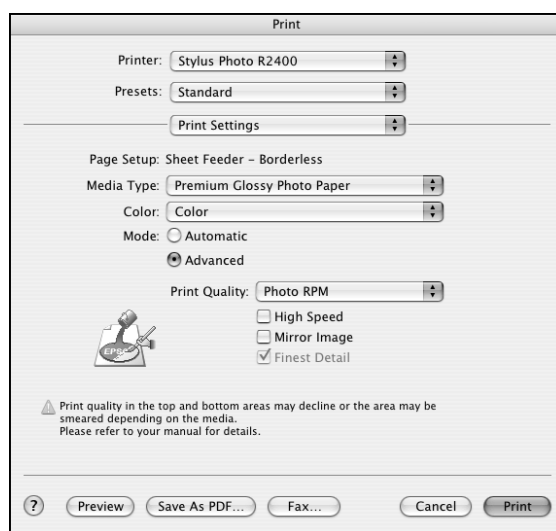 Print
Printer: Stylus Photo R2400
Presets: Standard
Print Settings
Page Setup: Sheet Feeder – Borderless
Media Type: Premium Glossy Photo Paper
Color: Color
Mode: Automatic
Advanced
Print Quality: Photo RPM
High Speed
Mirror Image
Finest Detail
EPSON
Print quality in the top and bottom areas may decline or the area may be
smeared depending on the media.
Please refer to your manual for details.
? Preview Save As PDF... Fax... Cancel Print